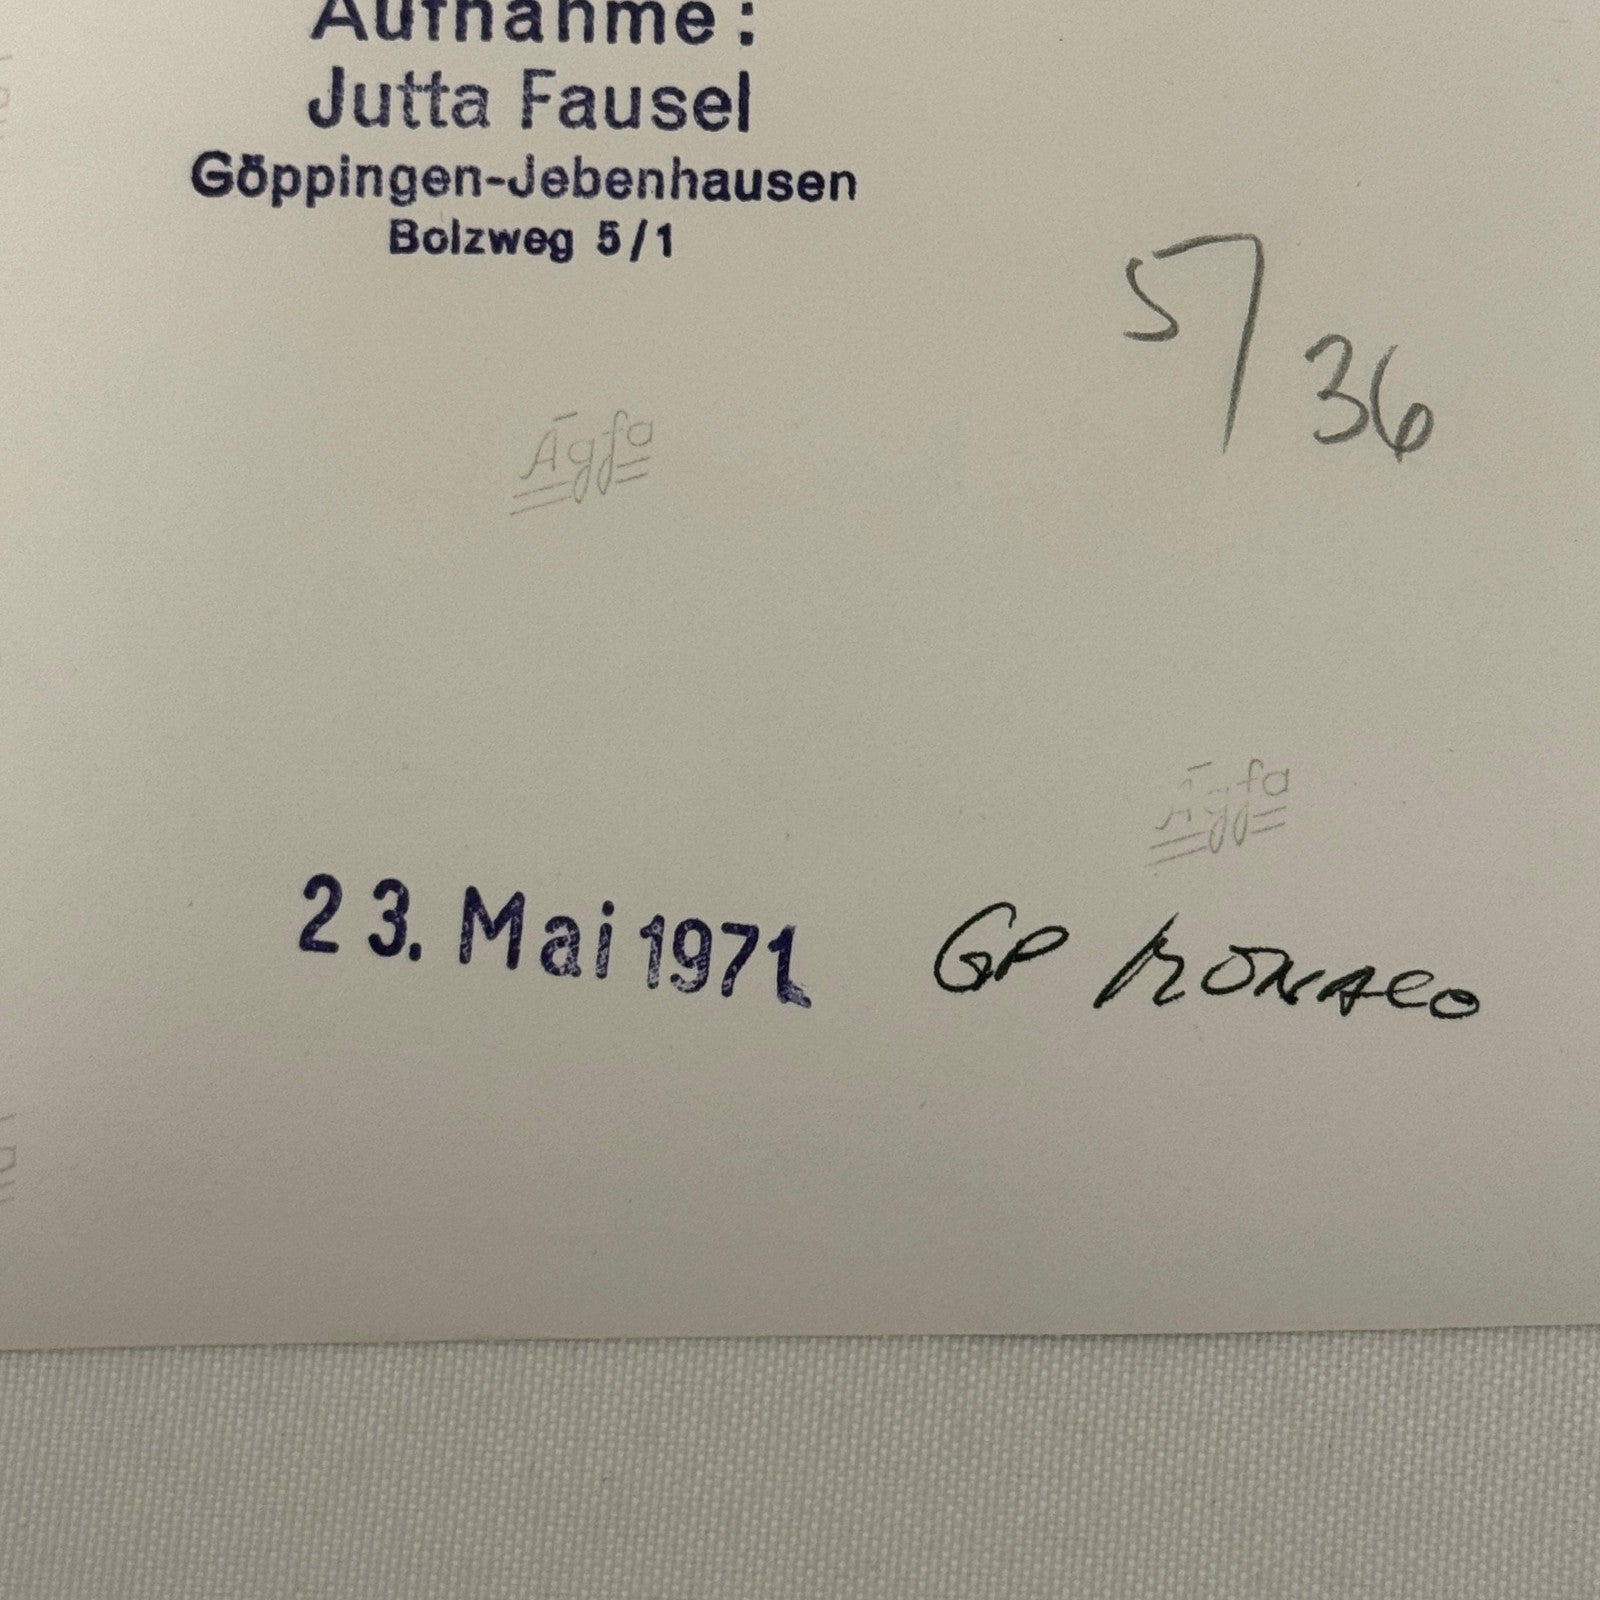 Aufnahme:
Jutta Fausel
Göppingen-Jebenhausen
Bolzweg 5/1
57/36
Agfa
Agfa
23. Mai 1971 GP MONACO